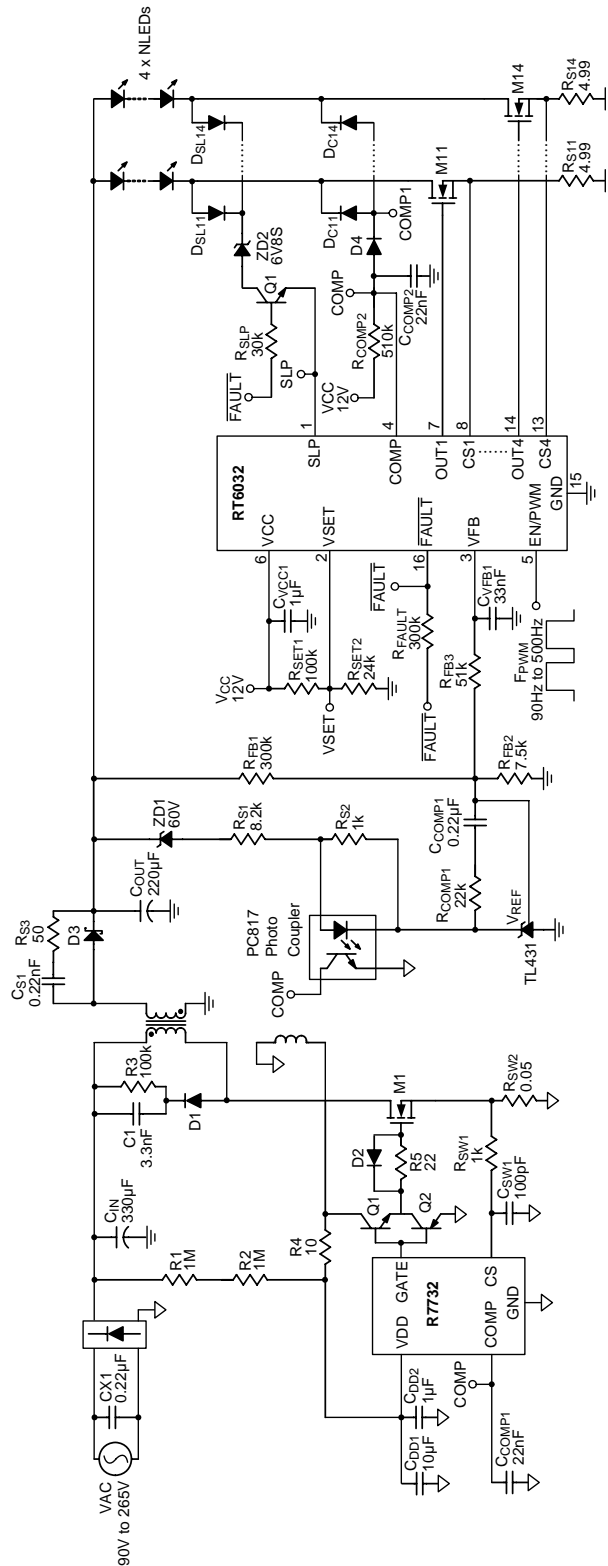 VAC
90V to 265V
CX1
0.22µF
CIN
330µF
R1
1M
R2
1M
C1
3.3nF
R3
100k
D1
CS1
0.22nF
RS3
50
D3
COUT
220µF
ZD1
60V
RS1
8.2k
RS2
1k
PC817
Photo
Coupler
COMP
RCOMP1
22k
CCOMP1
0.22µF
VREF
TL431
RFB1
300k
RFB2
7.5k
RFB3
51k
CVFB1
33nF
R4
10
D2
R5
22
M1
Q1
Q2
RSW1
1k
RSW2
0.05
CSW1
100pF
VDD
GATE
R7732
COMP
CS
GND
CDD1
10µF
CDD2
1µF
COMP
CCOMP1
22nF
VCC
12V
CVCC1
1µF
RSET1
100k
RSET2
24k
VSET
FAULT
RFAULT
300k
FAULT
FPWM
90Hz to 500Hz
RT6032
6
VCC
2
VSET
16
FAULT
3
VFB
5
EN/PWM
GND
15
SLP
1
COMP
4
OUT1
7
CS1
8
OUT4
14
CS4
13
FAULT
RSLP
30k
SLP
Q1
ZD2
6V8S
VCC
12V
RCOMP2
510k
COMP
CCOMP2
22nF
D4
COMP1
DSL11
DSL14
DC11
DC14
4 x NLEDs
M11
M14
RS11
4.99
RS14
4.99